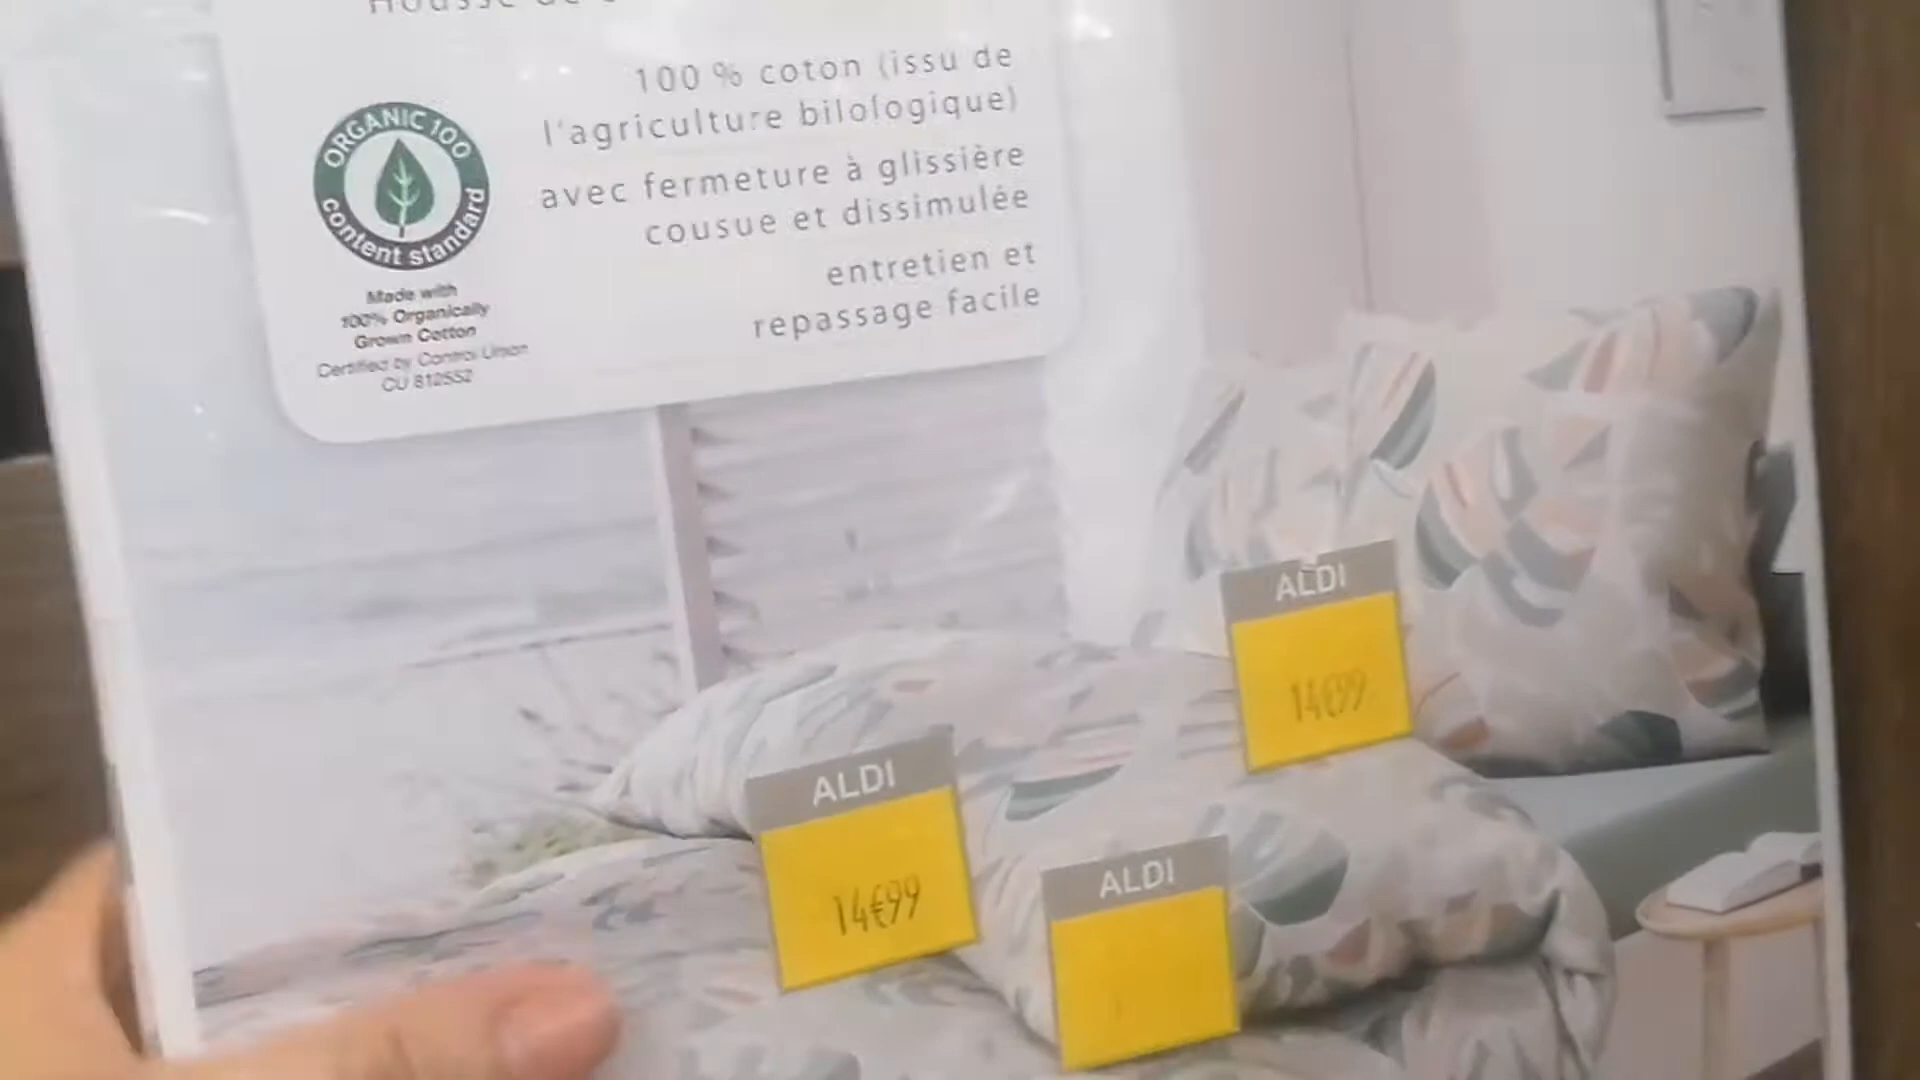 100 % coton (issu de
l'agriculture bilologique)
avec fermeture à glissière
cousue et dissimulée
entretien et
repassage facile
ORGANIC 100
content standard
Made with
100% Organically
Grown Cotton
Certified by Control Union
CU 812552
ALDI
14€99
ALDI
14€99
ALDI